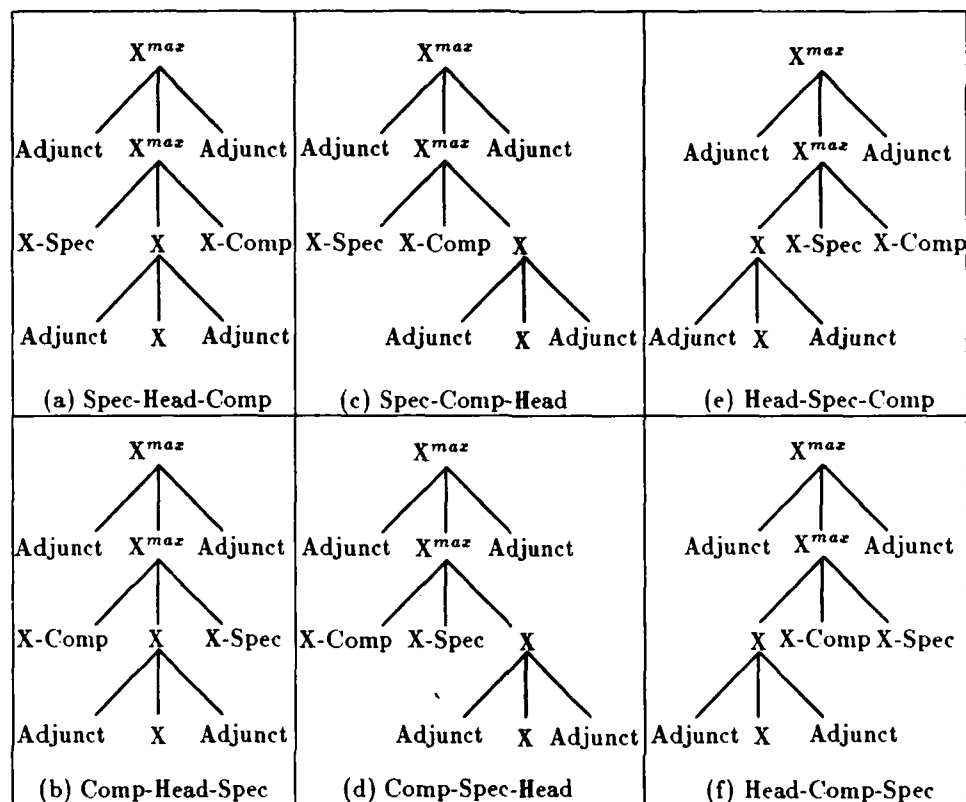 X^max
Adjunct X^max Adjunct
X-Spec X X-Comp
Adjunct X Adjunct
(a) Spec-Head-Comp
X^max
Adjunct X^max Adjunct
X-Spec X-Comp X
Adjunct X Adjunct
(c) Spec-Comp-Head
X^max
Adjunct X^max Adjunct
X X-Spec X-Comp
Adjunct X Adjunct
(e) Head-Spec-Comp
X^max
Adjunct X^max Adjunct
X-Comp X X-Spec
Adjunct X Adjunct
(b) Comp-Head-Spec
X^max
Adjunct X^max Adjunct
X-Comp X-Spec X
Adjunct X Adjunct
(d) Comp-Spec-Head
X^max
Adjunct X^max Adjunct
X X-Comp X-Spec
Adjunct X Adjunct
(f) Head-Comp-Spec